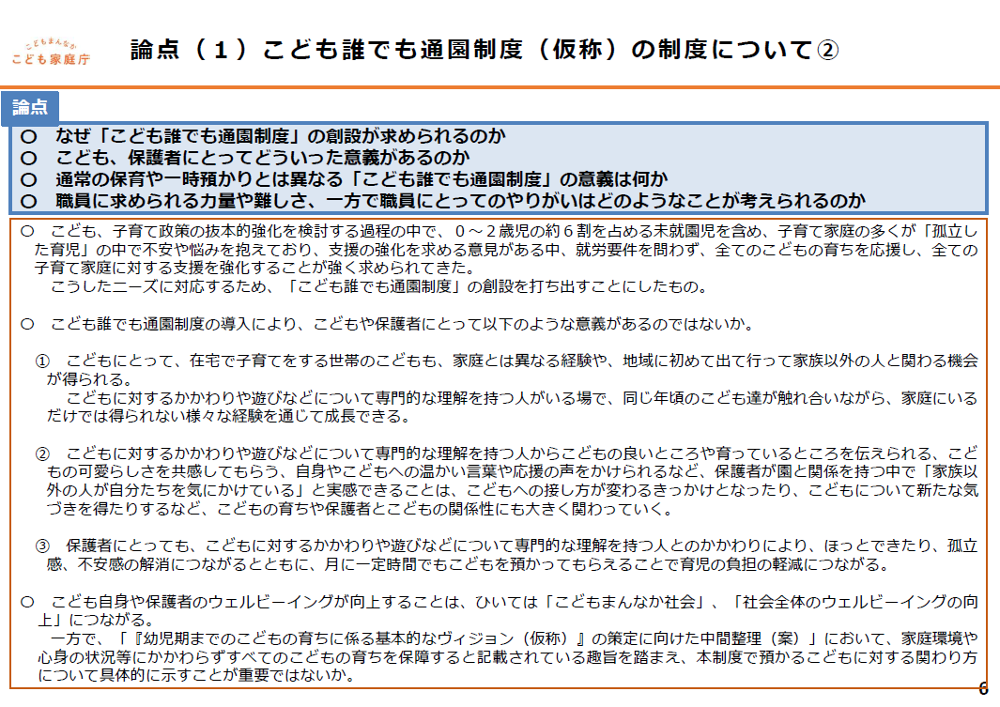 こどもまんなか
こども家庭庁
論点（１）こども誰でも通園制度（仮称）の制度について②
論点
〇　なぜ「こども誰でも通園制度」の創設が求められるのか
〇　こども、保護者にとってどういった意義があるのか
〇　通常の保育や一時預かりとは異なる「こども誰でも通園制度」の意義は何か
〇　職員に求められる力量や難しさ、一方で職員にとってのやりがいはどのようなことが考えられるのか
〇　こども、子育て政策の抜本的強化を検討する過程の中で、０～２歳児の約６割を占める未就園児を含め、子育て家庭の多くが「孤立し
た育児」の中で不安や悩みを抱えており、支援の強化を求める意見がある中、就労要件を問わず、全てのこどもの育ちを応援し、全ての
子育て家庭に対する支援を強化することが強く求められてきた。
こうしたニーズに対応するため、「こども誰でも通園制度」の創設を打ち出すことにしたもの。
〇　こども誰でも通園制度の導入により、こどもや保護者にとって以下のような意義があるのではないか。
①　こどもにとって、在宅で子育てをする世帯のこどもも、家庭とは異なる経験や、地域に初めて出て行って家族以外の人と関わる機会
が得られる。
こどもに対するかかわりや遊びなどについて専門的な理解を持つ人がいる場で、同じ年頃のこども達が触れ合いながら、家庭にいる
だけでは得られない様々な経験を通じて成長できる。
②　こどもに対するかかわりや遊びなどについて専門的な理解を持つ人からこどもの良いところや育っているところを伝えられる、こど
もの可愛らしさを共感してもらう、自身やこどもへの温かい言葉や応援の声をかけられるなど、保護者が園と関係を持つ中で「家族以
外の人が自分たちを気にかけている」と実感できることは、こどもへの接し方が変わるきっかけとなったり、こどもについて新たな気
づきを得たりするなど、こどもの育ちや保護者とこどもの関係性にも大きく関わっていく。
③　保護者にとっても、こどもに対するかかわりや遊びなどについて専門的な理解を持つ人とのかかわりにより、ほっとできたり、孤立
感、不安感の解消につながるとともに、月に一定時間でもこどもを預かってもらえることで育児の負担の軽減につながる。
〇　こども自身や保護者のウェルビーイングが向上することは、ひいては「こどもまんなか社会」、「社会全体のウェルビーイングの向
上」につながる。
一方で、「『幼児期までのこどもの育ちに係る基本的なヴィジョン（仮称）』の策定に向けた中間整理（案）」において、家庭環境や
心身の状況等にかかわらずすべてのこどもの育ちを保障すると記載されている趣旨を踏まえ、本制度で預かるこどもに対する関わり方
について具体的に示すことが重要ではないか。
6